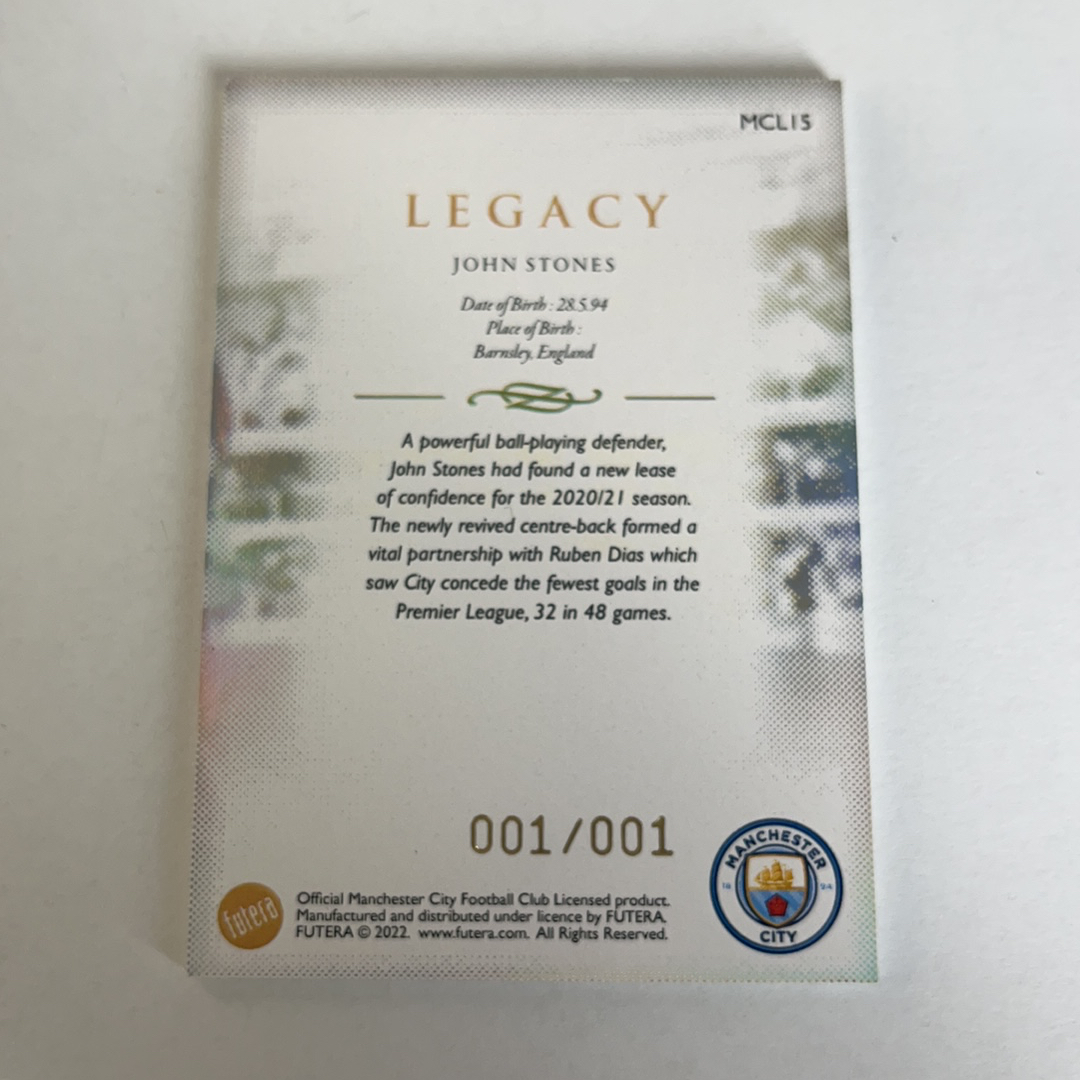 MCL15
LEGACY
JOHN STONES
Date of Birth : 28.5.94
Place of Birth :
Barnsley, England
A powerful ball-playing defender,
John Stones had found a new lease
of confidence for the 2020/21 season.
The newly revived centre-back formed a
vital partnership with Ruben Dias which
saw City concede the fewest goals in the
Premier League, 32 in 48 games.
001/001
MANCHESTER
18 94
CITY
futera
Official Manchester City Football Club Licensed product.
Manufactured and distributed under licence by FUTERA.
FUTERA © 2022. www.futera.com. All Rights Reserved.